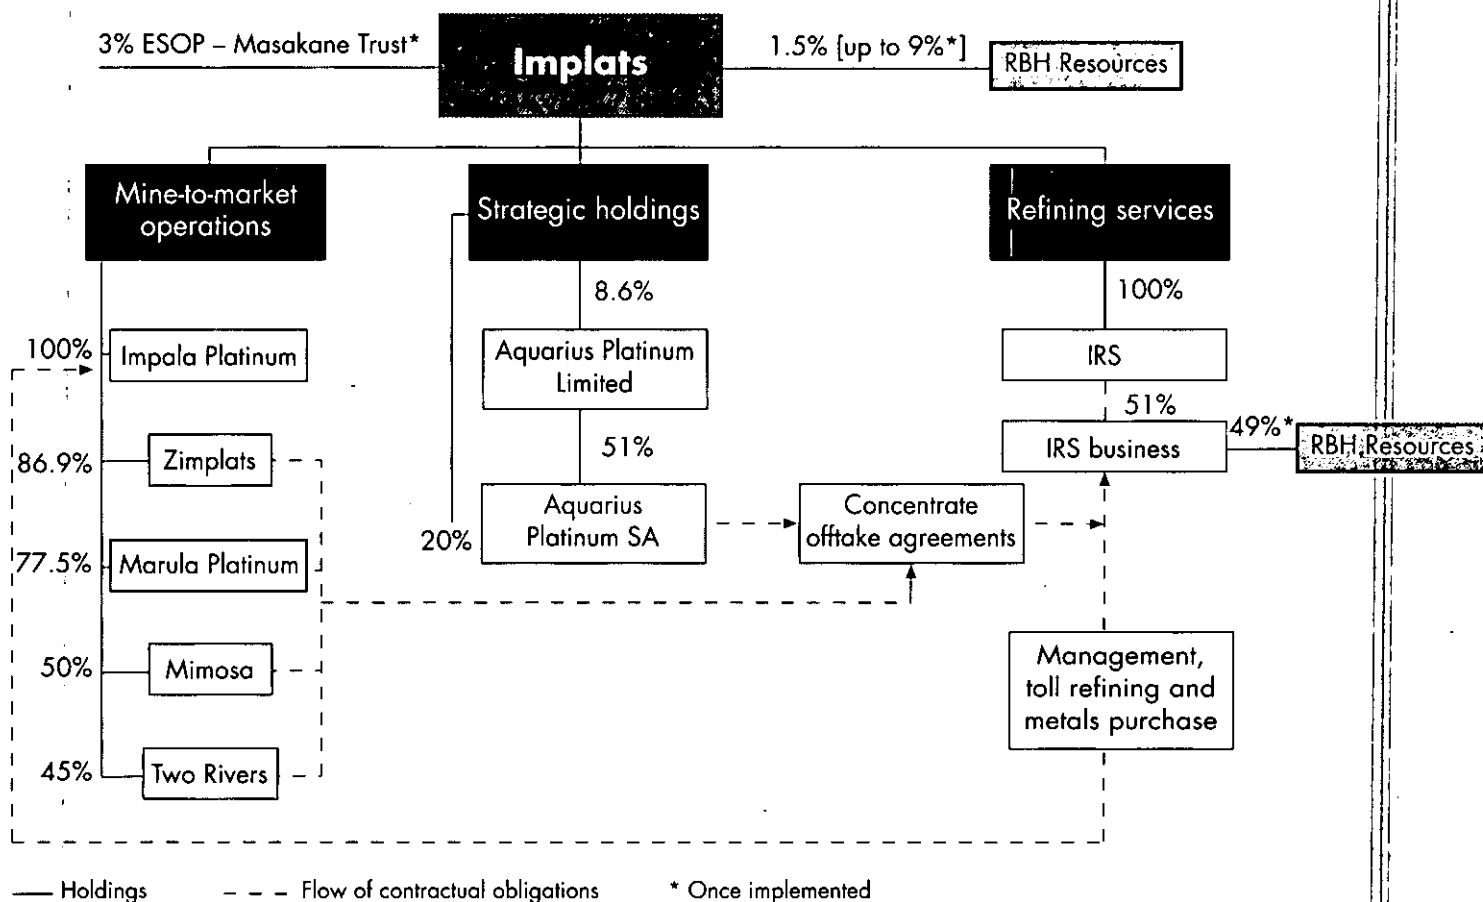 3% ESOP – Masakane Trust*
Implats
1.5% [up to 9%*]
RBH Resources
Mine-to-market
operations
Strategic holdings
Refining services
8.6%
100%
100%
Impala Platinum
Aquarius Platinum
Limited
IRS
51%
86.9%
Zimplats
51%
IRS business
49%*
RBH Resources
77.5%
Marula Platinum
20%
Aquarius
Platinum SA
Concentrate
offtake agreements
50%
Mimosa
Management,
toll refining and
metals purchase
45%
Two Rivers
Holdings
Flow of contractual obligations
* Once implemented